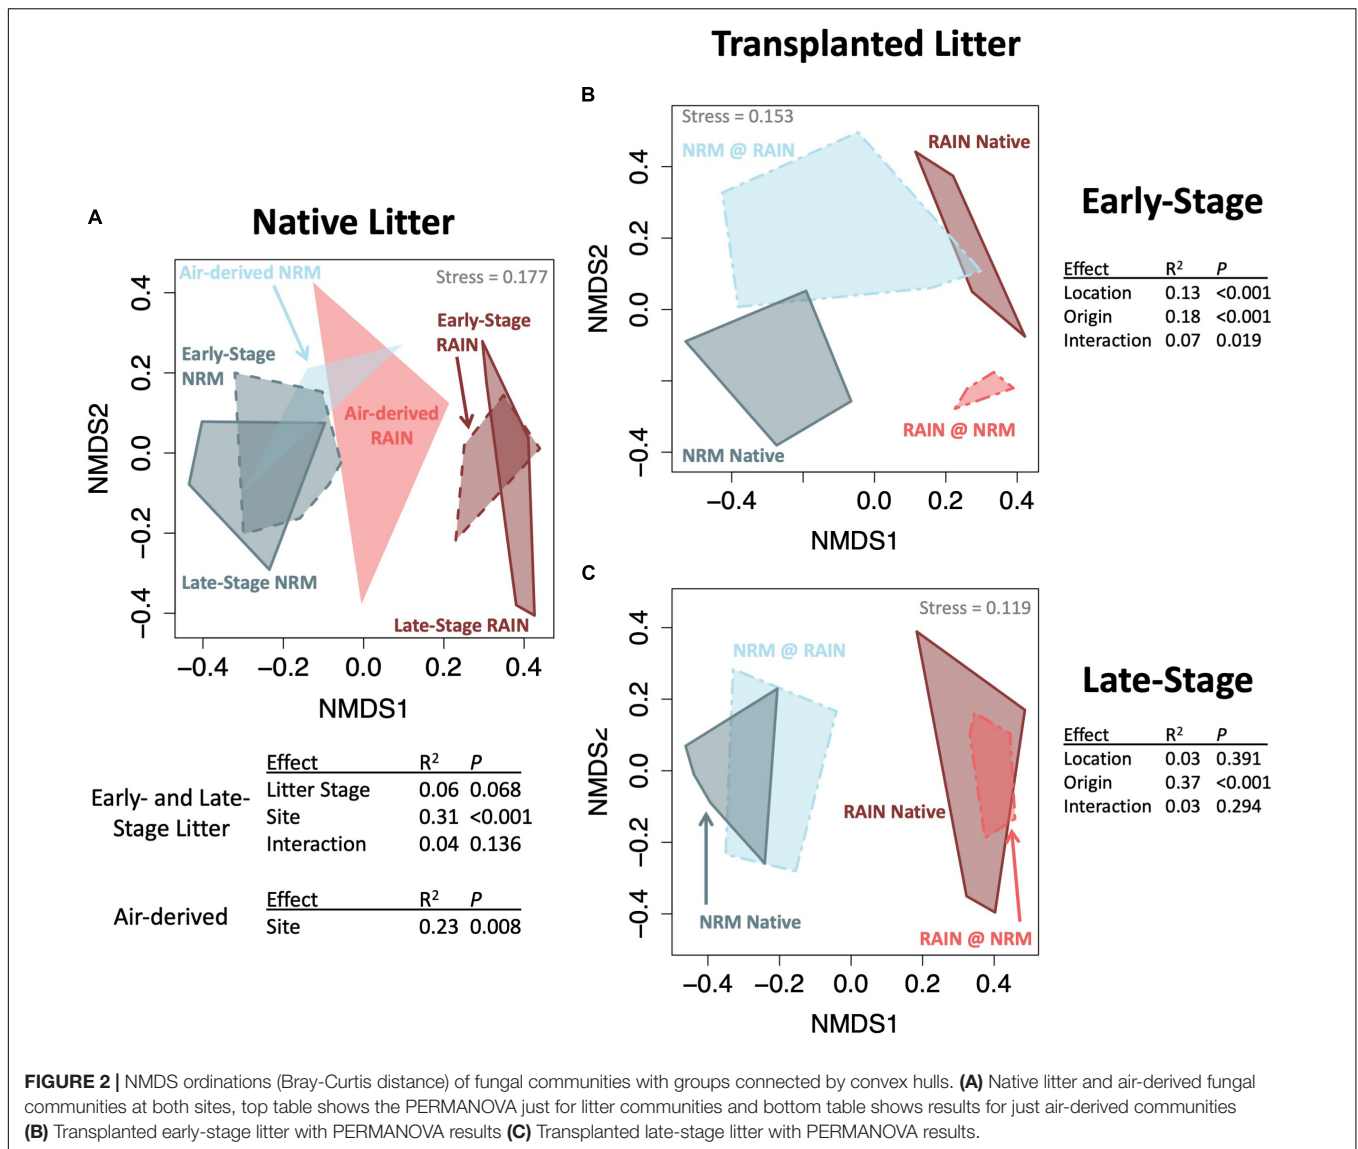 Transplanted Litter
B
Stress = 0.153
NRM @ RAIN
RAIN Native
RAIN @ NRM
NRM Native
NMDS2
0.4
0.2
0.0
−0.4
−0.4
0.0
0.2
0.4
NMDS1
Early-Stage
Effect R2 P
Location 0.13 <0.001
Origin 0.18 <0.001
Interaction 0.07 0.019
A
Native Litter
Air-derived NRM
Stress = 0.177
Early-Stage
RAIN
Early-Stage
NRM
Air-derived
RAIN
Late-Stage NRM
Late-Stage RAIN
NMDS2
0.4
0.2
0.0
−0.2
−0.4
−0.4 −0.2 0.0 0.2 0.4
NMDS1
Early- and Late-
Stage Litter
Effect R2 P
Litter Stage 0.06 0.068
Site 0.31 <0.001
Interaction 0.04 0.136
Air-derived
Effect R2 P
Site 0.23 0.008
C
Stress = 0.119
NRM @ RAIN
RAIN Native
NRM Native
RAIN @ NRM
NMDS2
0.4
0.2
0.0
−0.2
−0.4
−0.4 −0.2 0.0 0.2 0.4
NMDS1
Late-Stage
Effect R2 P
Location 0.03 0.391
Origin 0.37 <0.001
Interaction 0.03 0.294
FIGURE 2 | NMDS ordinations (Bray-Curtis distance) of fungal communities with groups connected by convex hulls. (A) Native litter and air-derived fungal
communities at both sites, top table shows the PERMANOVA just for litter communities and bottom table shows results for just air-derived communities
(B) Transplanted early-stage litter with PERMANOVA results (C) Transplanted late-stage litter with PERMANOVA results.